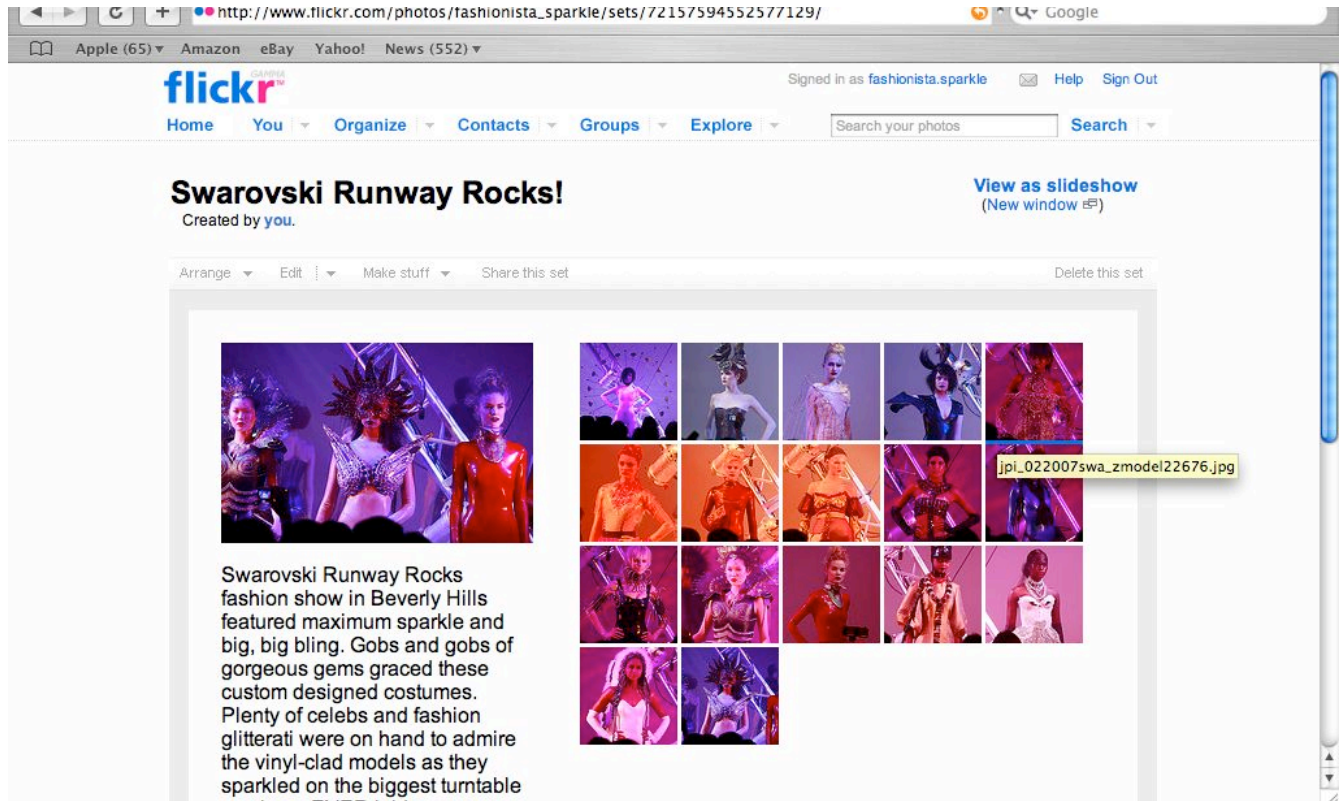 http://www.flickr.com/photos/fashionista_sparkle/sets/72157594552577129/ Google
Apple (65) Amazon eBay Yahoo! News (552)
flickr GAMMA TM
Signed in as fashionista.sparkle Help Sign Out
Home You Organize Contacts Groups Explore Search your photos Search
Swarovski Runway Rocks!
Created by you.
View as slideshow
(New window)
Arrange Edit Make stuff Share this set Delete this set
jpi_022007swa_zmodel22676.jpg
Swarovski Runway Rocks
fashion show in Beverly Hills
featured maximum sparkle and
big, big bling. Gobs and gobs of
gorgeous gems graced these
custom designed costumes.
Plenty of celebs and fashion
glitterati were on hand to admire
the vinyl-clad models as they
sparkled on the biggest turntable